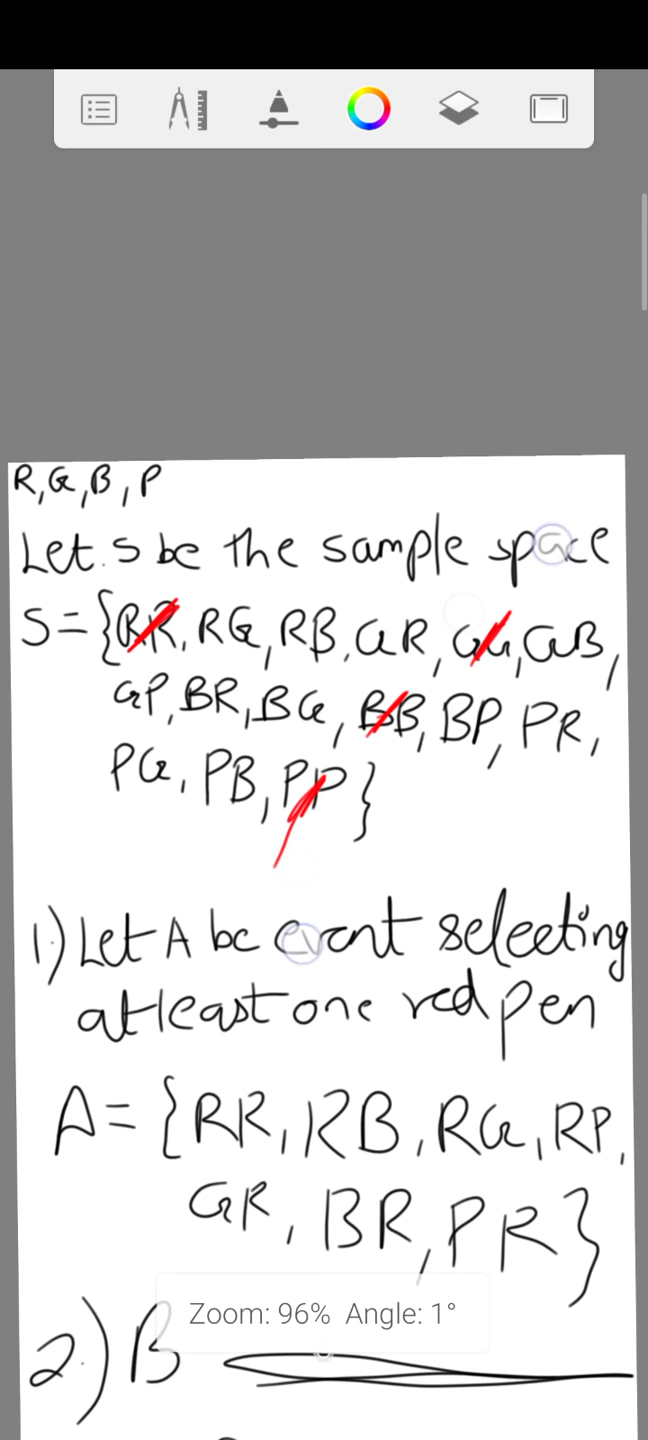 R, G, B, P
Let S be the sample space
S = {RR, RG, RB, GR, GG, GB,
GP, BR, BG, BB, BP, PR,
PG, PB, PP}
1) Let A be event selecting
atleast one red pen
A = {RR, RB, RG, RP,
GR, BR, PR}
Zoom: 96% Angle: 1°
2) B